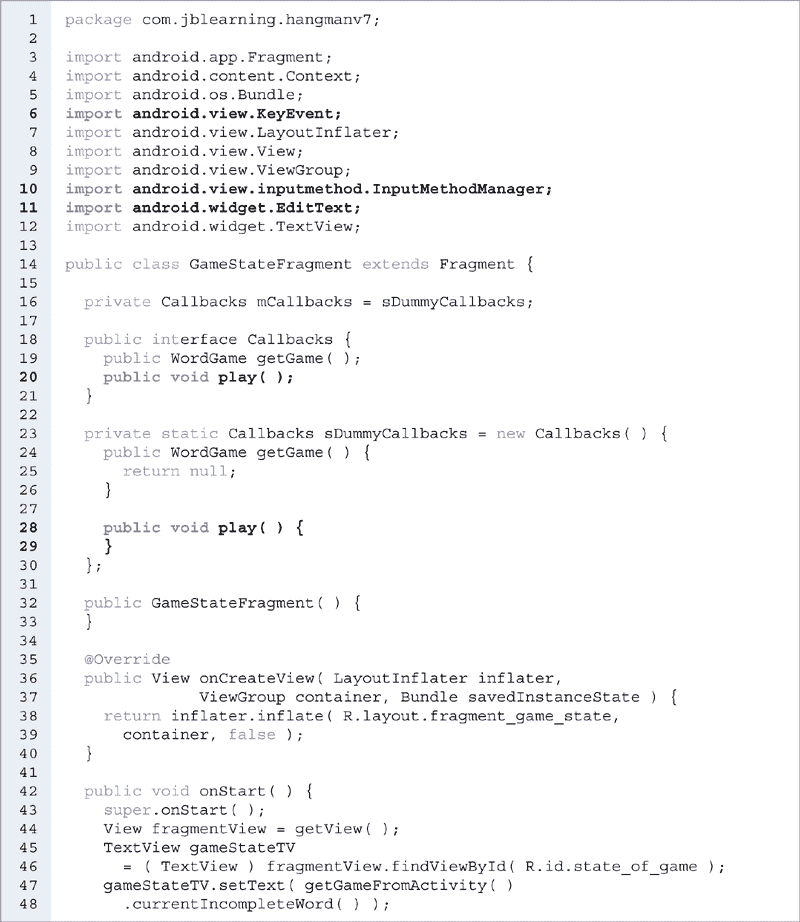 1 package com.jblearning.hangmanv7;
2
3 import android.app.Fragment;
4 import android.content.Context;
5 import android.os.Bundle;
6 import android.view.KeyEvent;
7 import android.view.LayoutInflater;
8 import android.view.View;
9 import android.view.ViewGroup;
10 import android.view.inputmethod.InputMethodManager;
11 import android.widget.EditText;
12 import android.widget.TextView;
13
14 public class GameStateFragment extends Fragment {
15
16   private Callbacks mCallbacks = sDummyCallbacks;
17
18   public interface Callbacks {
19     public WordGame getGame( );
20     public void play( );
21   }
22
23   private static Callbacks sDummyCallbacks = new Callbacks( ) {
24     public WordGame getGame( ) {
25       return null;
26     }
27
28     public void play( ) {
29     }
30   };
31
32   public GameStateFragment( ) {
33   }
34
35   @Override
36   public View onCreateView( LayoutInflater inflater,
37               ViewGroup container, Bundle savedInstanceState ) {
38     return inflater.inflate( R.layout.fragment_game_state,
39       container, false );
40   }
41
42   public void onStart( ) {
43     super.onStart( );
44     View fragmentView = getView( );
45     TextView gameStateTV
46       = ( TextView ) fragmentView.findViewById( R.id.state_of_game );
47     gameStateTV.setText( getGameFromActivity( )
48       .currentIncompleteWord( ) );